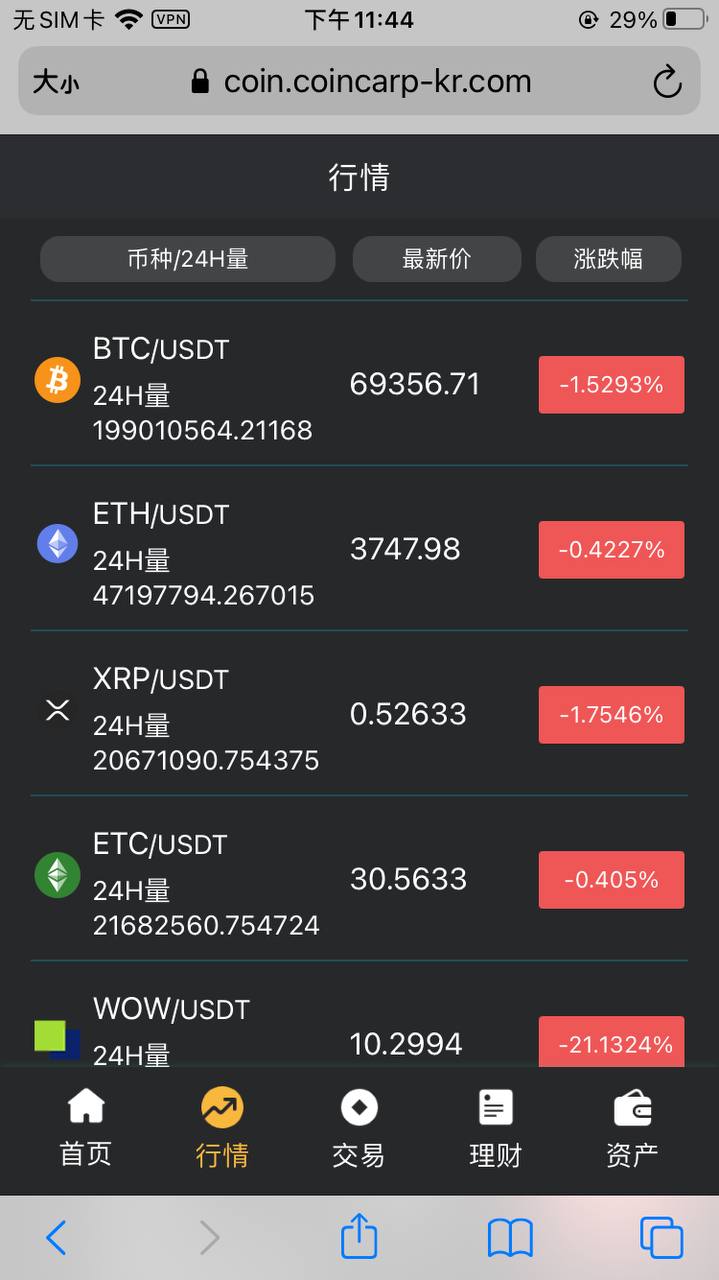 无SIM卡 VPN 下午11:44 29%
大小 coin.coincarp-kr.com
行情
币种/24H量 最新价 涨跌幅
BTC/USDT
24H量
199010564.21168
69356.71
-1.5293%
ETH/USDT
24H量
47197794.267015
3747.98
-0.4227%
XRP/USDT
24H量
20671090.754375
0.52633
-1.7546%
ETC/USDT
24H量
21682560.754724
30.5633
-0.405%
WOW/USDT
24H量
10.2994
-21.1324%
首页 行情 交易 理财 资产